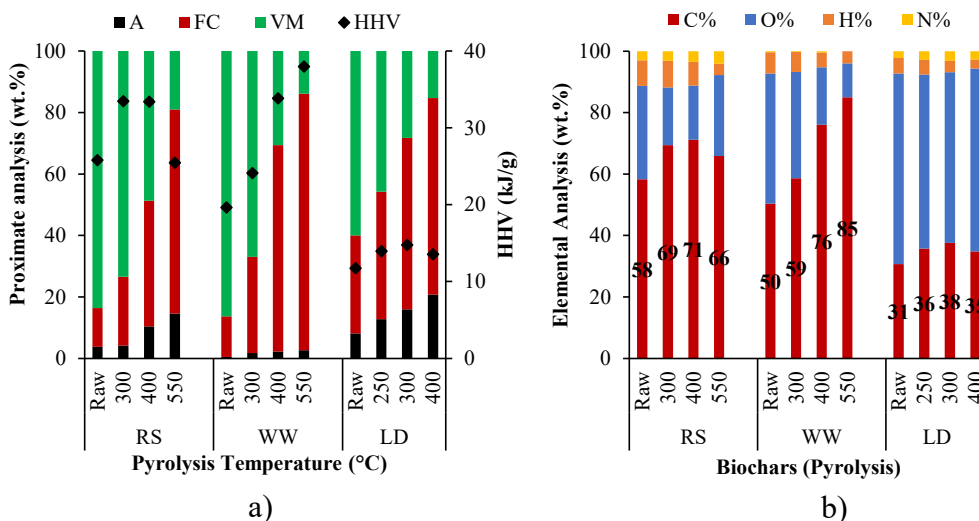 A FC VM HHV
Proximate analysis (wt.%)
100
80
60
40
20
0
40
30
20
10
0
HHV (kJ/g)
Raw 300 400 550 Raw 300 400 550 Raw 250 300 400
RS WW LD
Pyrolysis Temperature (°C)
a)
C% O% H% N%
Elemental Analysis (wt.%)
100
80
60
40
20
0
58 69 71 66 50 59 76 85 31 36 38 35
Raw 300 400 550 Raw 300 400 550 Raw 250 300 400
RS WW LD
Biochars (Pyrolysis)
b)